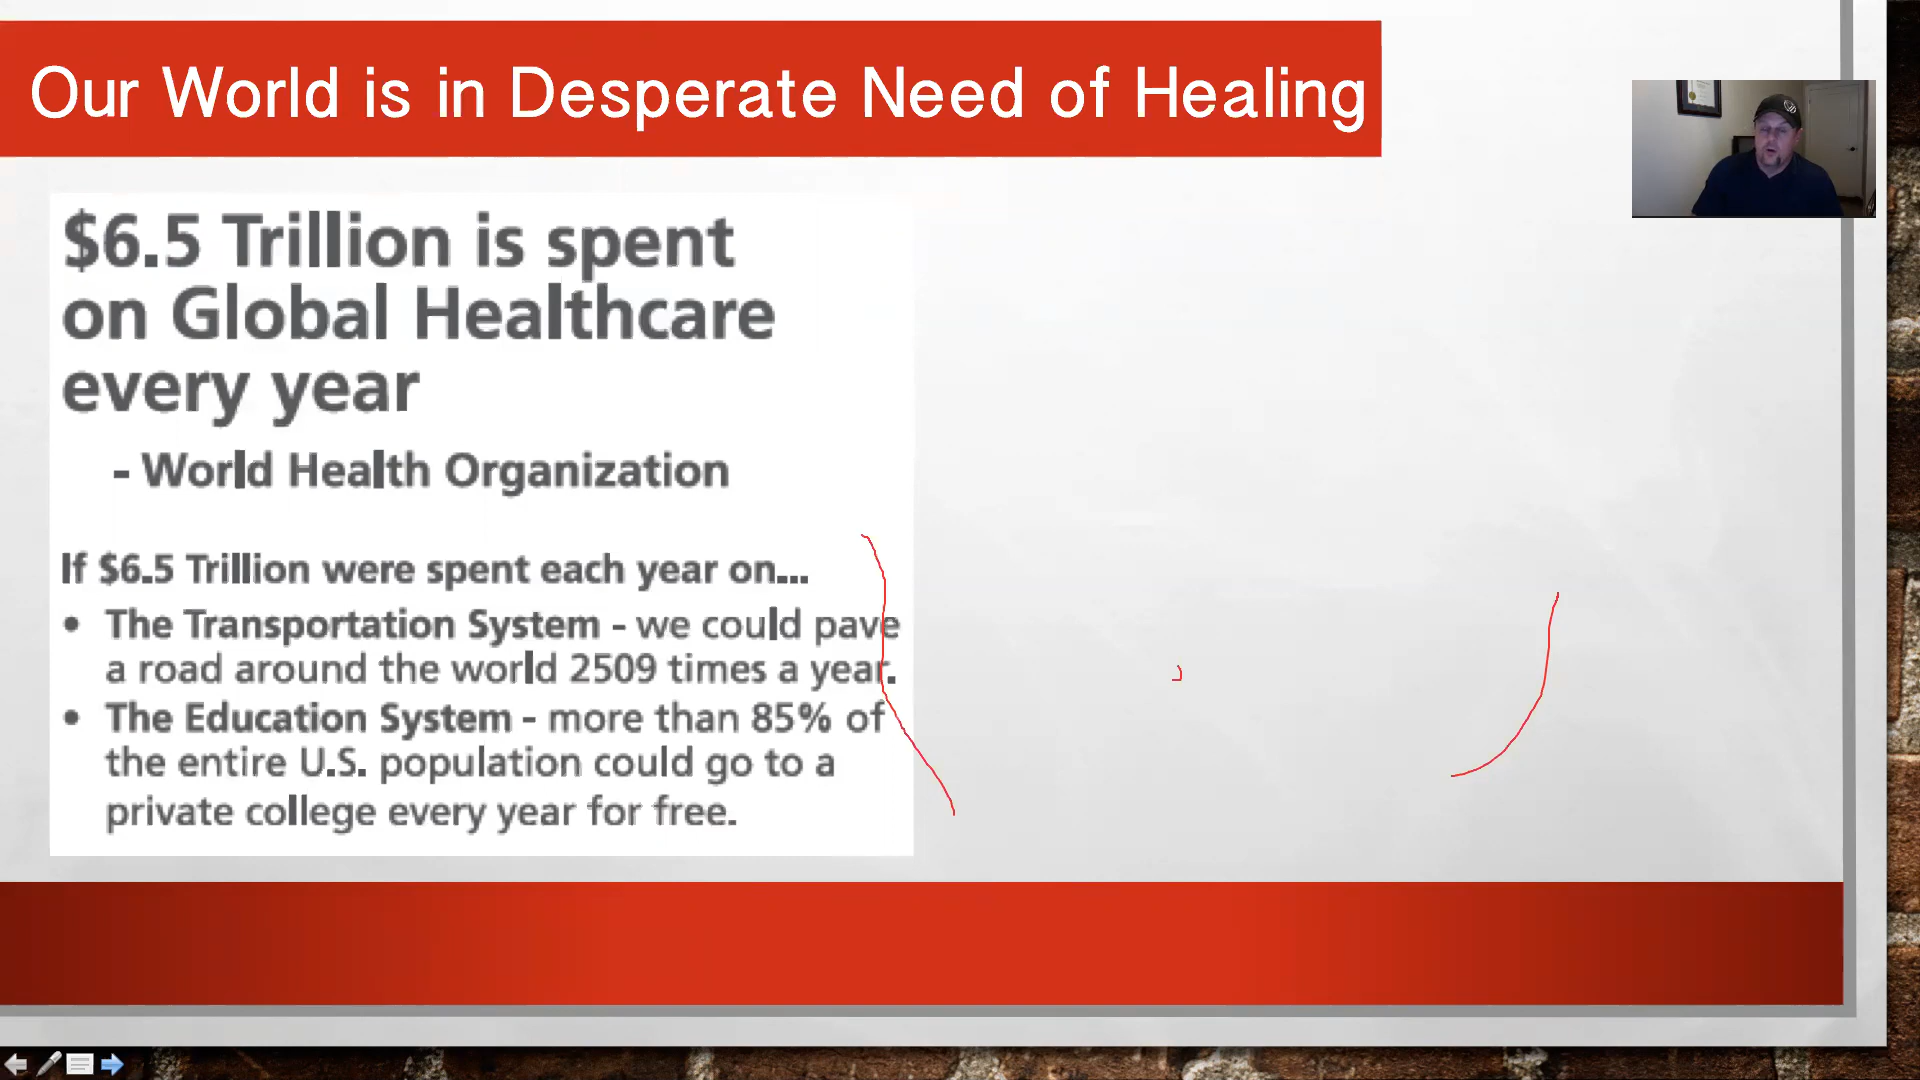 Our World is in Desperate Need of Healing
$6.5 Trillion is spent
on Global Healthcare
every year
- World Health Organization
If $6.5 Trillion were spent each year on...
• The Transportation System - we could pave
a road around the world 2509 times a year.
• The Education System - more than 85% of
the entire U.S. population could go to a
private college every year for free.